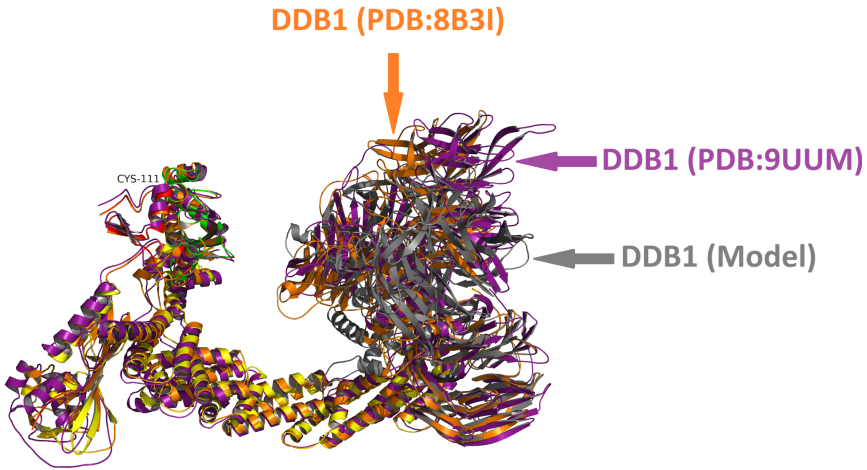 DDB1 (PDB:8B3I)
DDB1 (PDB:9UUM)
CYS-111
DDB1 (Model)